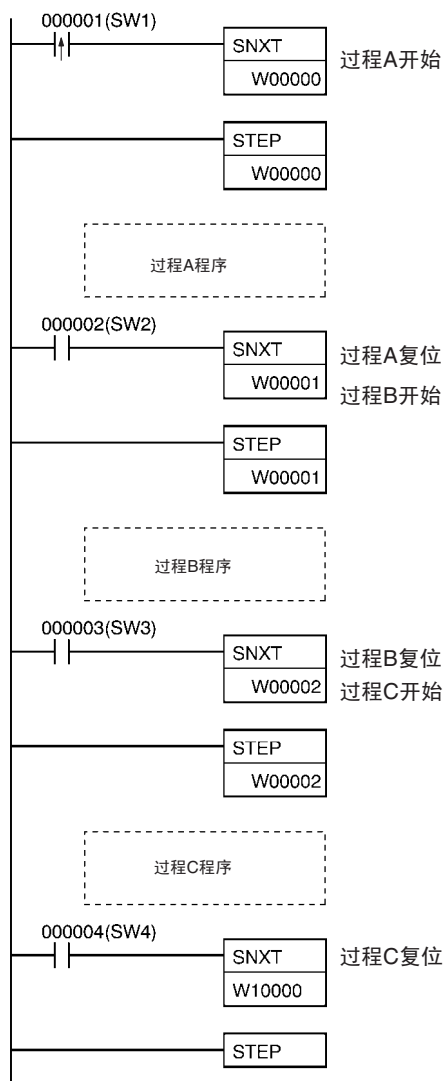 000001(SW1)
SNXT
W00000
过程A开始
STEP
W00000
过程A程序
000002(SW2)
SNXT
W00001
过程A复位
过程B开始
STEP
W00001
过程B程序
000003(SW3)
SNXT
W00002
过程B复位
过程C开始
STEP
W00002
过程C程序
000004(SW4)
SNXT
W10000
过程C复位
STEP